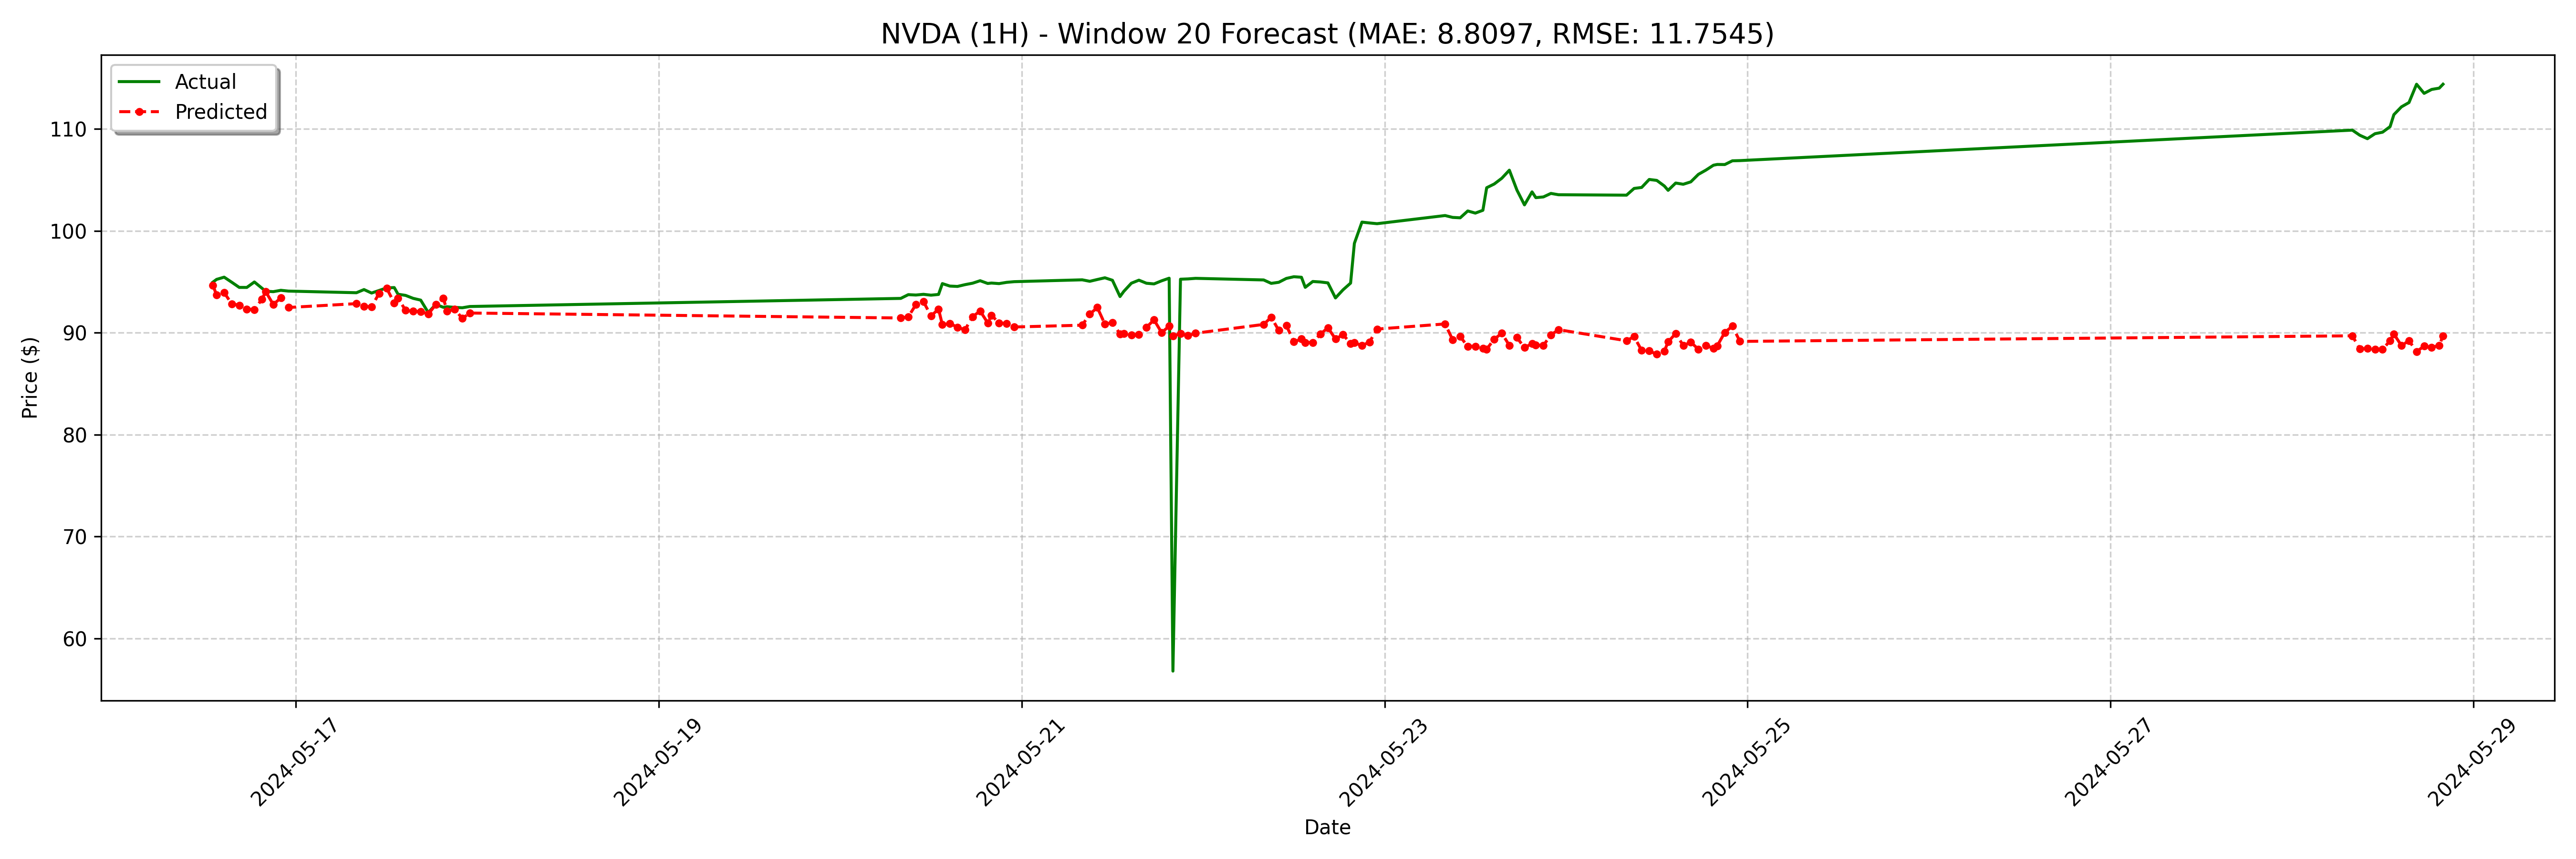 NVDA (1H) - Window 20 Forecast (MAE: 8.8097, RMSE: 11.7545)
Actual
Predicted
Price ($)
110
100
90
80
70
60
2024-05-17
2024-05-19
2024-05-21
2024-05-23
2024-05-25
2024-05-27
2024-05-29
Date